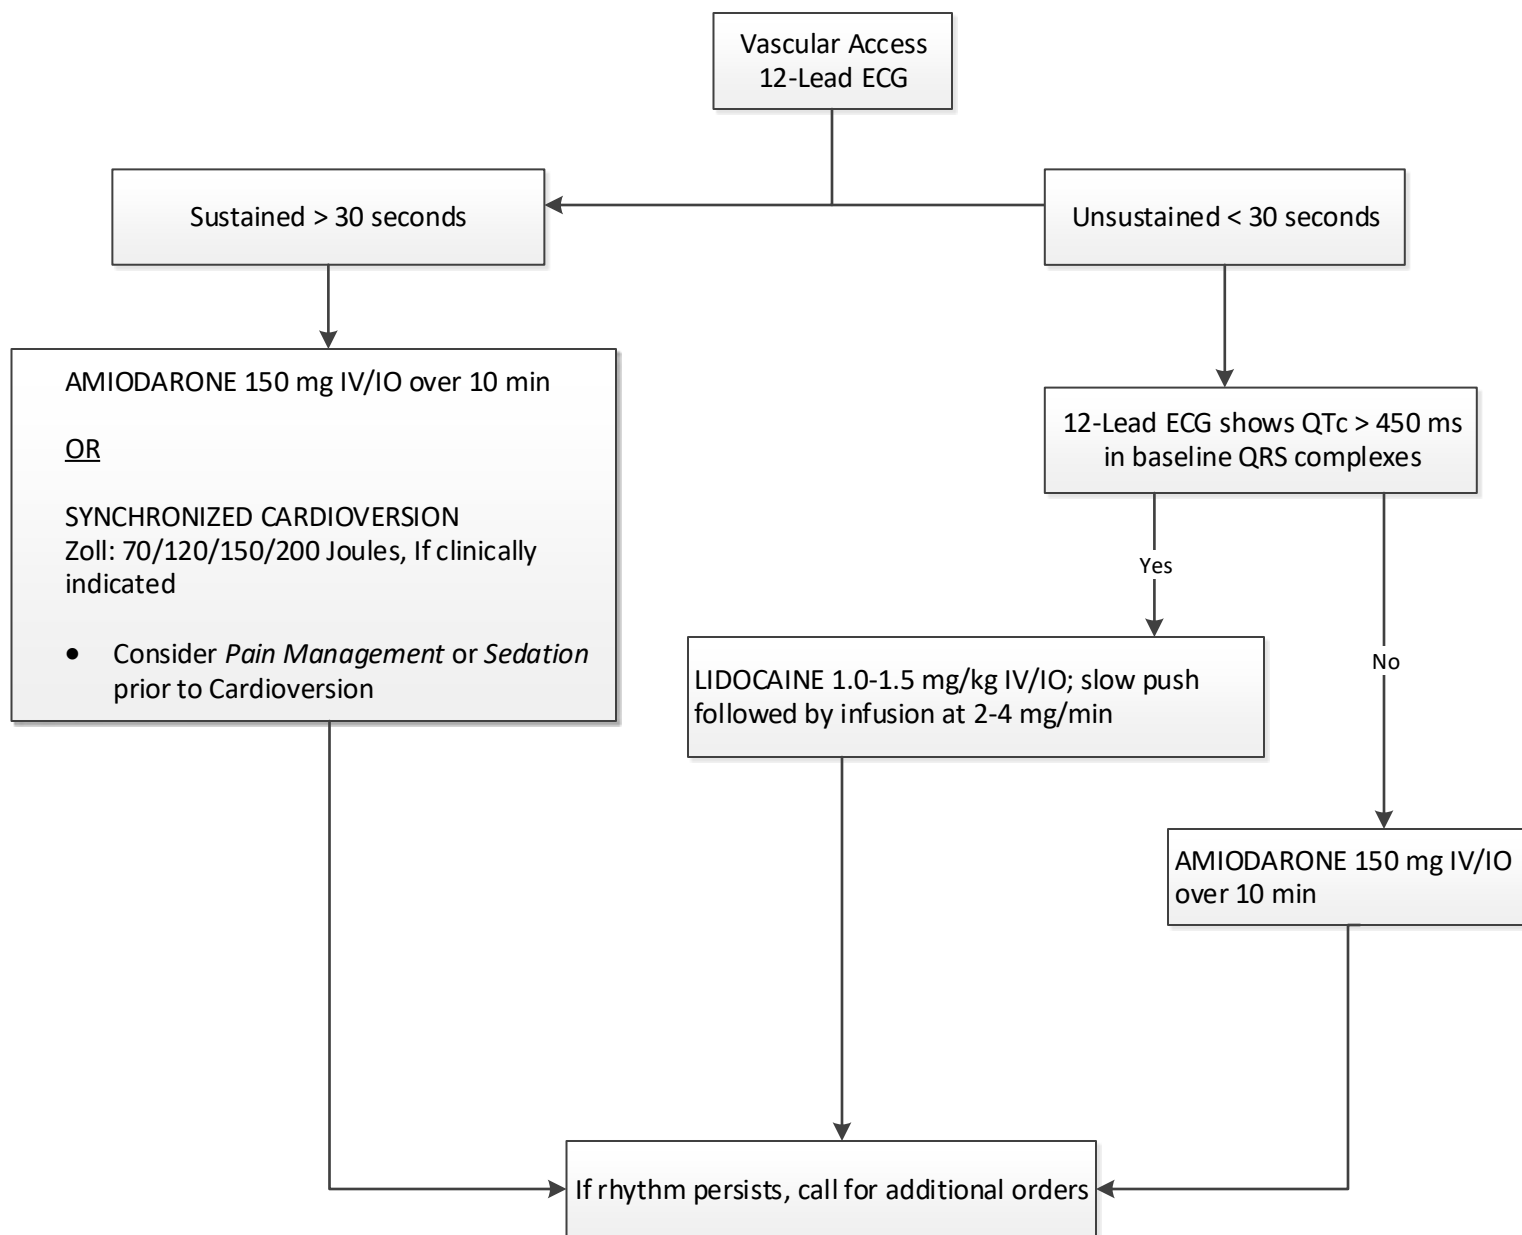 Vascular Access
12-Lead ECG
Sustained > 30 seconds
Unsustained < 30 seconds
AMIODARONE 150 mg IV/IO over 10 min
OR
SYNCHRONIZED CARDIOVERSION
Zoll: 70/120/150/200 Joules, If clinically
indicated
• Consider Pain Management or Sedation
prior to Cardioversion
12-Lead ECG shows QTc > 450 ms
in baseline QRS complexes
Yes
No
LIDOCAINE 1.0-1.5 mg/kg IV/IO; slow push
followed by infusion at 2-4 mg/min
AMIODARONE 150 mg IV/IO
over 10 min
If rhythm persists, call for additional orders